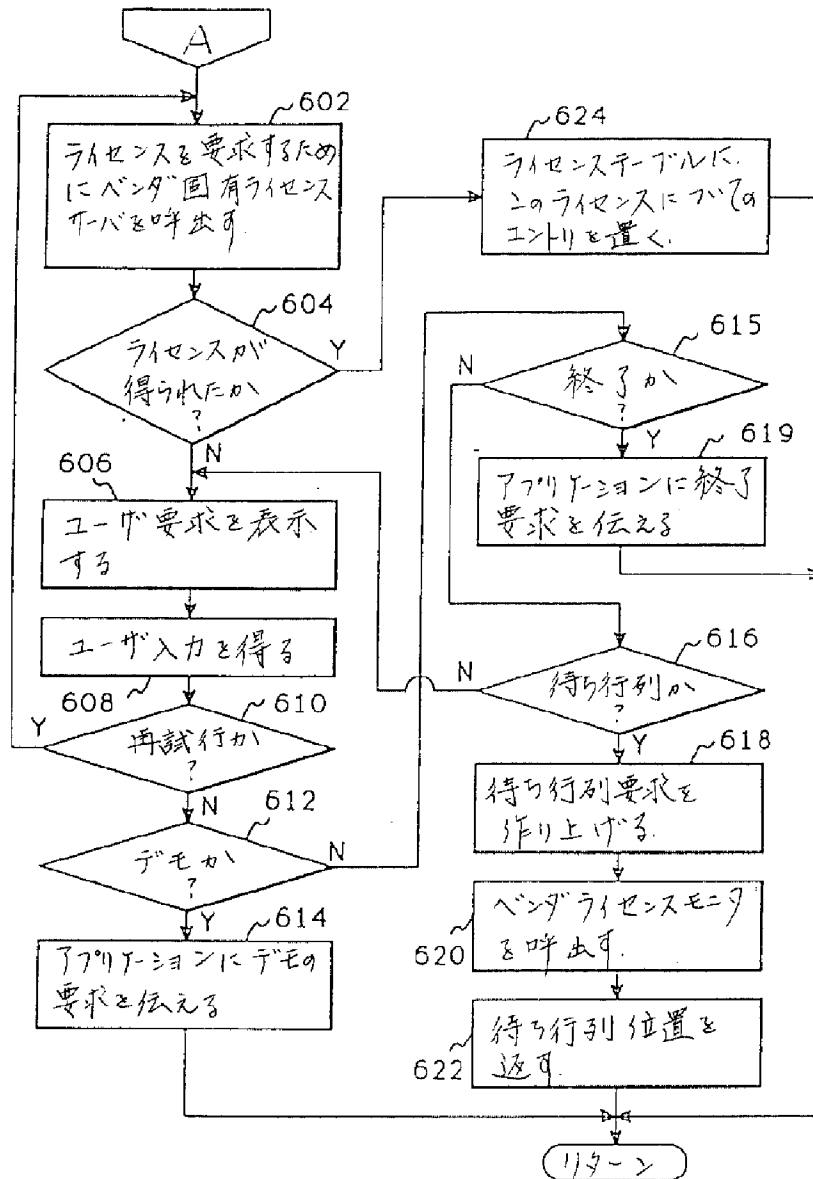 A
602
ライセンスを要求するため
にベンダ固有ライセンス
サーバを呼出す.
604
ライセンスが
得られたか
?
Y
N
606
ユーザ要求を表示
する
ユーザ入力を得る
608
610
Y
再試行か
?
N
612
デモか
?
N
Y
614
アプリケーションにデモの
要求を伝える
624
ライセンステーブルに,
このライセンスについての
エントリを置く.
615
N
終了か
?
Y
619
アプリケーションに終了
要求を伝える
616
N
待ち行列か
?
Y
618
待ち行列要求を
作り上げる.
ベンダライセンスモニタ
を呼出す.
620
待ち行列位置を
返す.
622
リターン